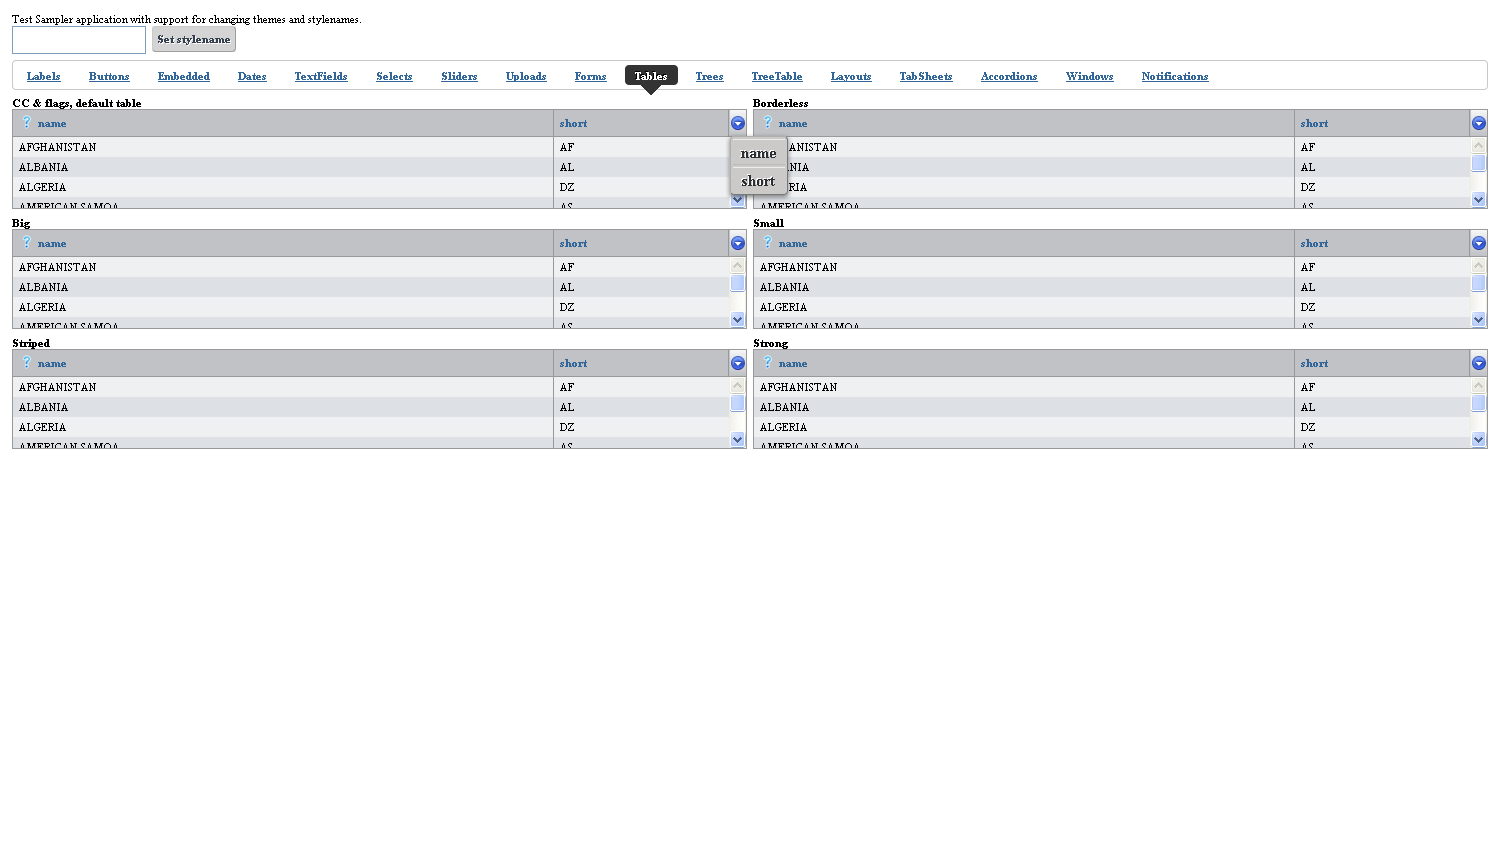 Test Sampler application with support for changing themes and stylenames.
Set stylename
Labels Buttons Embedded Dates TextFields Selects Sliders Uploads Forms Tables Trees TreeTable Layouts TabSheets Accordions Windows Notifications
CC & flags, default table
? name short
AFGHANISTAN AF
ALBANIA AL
ALGERIA DZ
AMERICAN SAMOA AS
name
short
Borderless
? name short
ANISTAN AF
NIA AL
RIA DZ
AMERICAN SAMOA AS
Big
? name short
AFGHANISTAN AF
ALBANIA AL
ALGERIA DZ
AMERICAN SAMOA AS
Small
? name short
AFGHANISTAN AF
ALBANIA AL
ALGERIA DZ
AMERICAN SAMOA AS
Striped
? name short
AFGHANISTAN AF
ALBANIA AL
ALGERIA DZ
AMERICAN SAMOA AS
Strong
? name short
AFGHANISTAN AF
ALBANIA AL
ALGERIA DZ
AMERICAN SAMOA AS